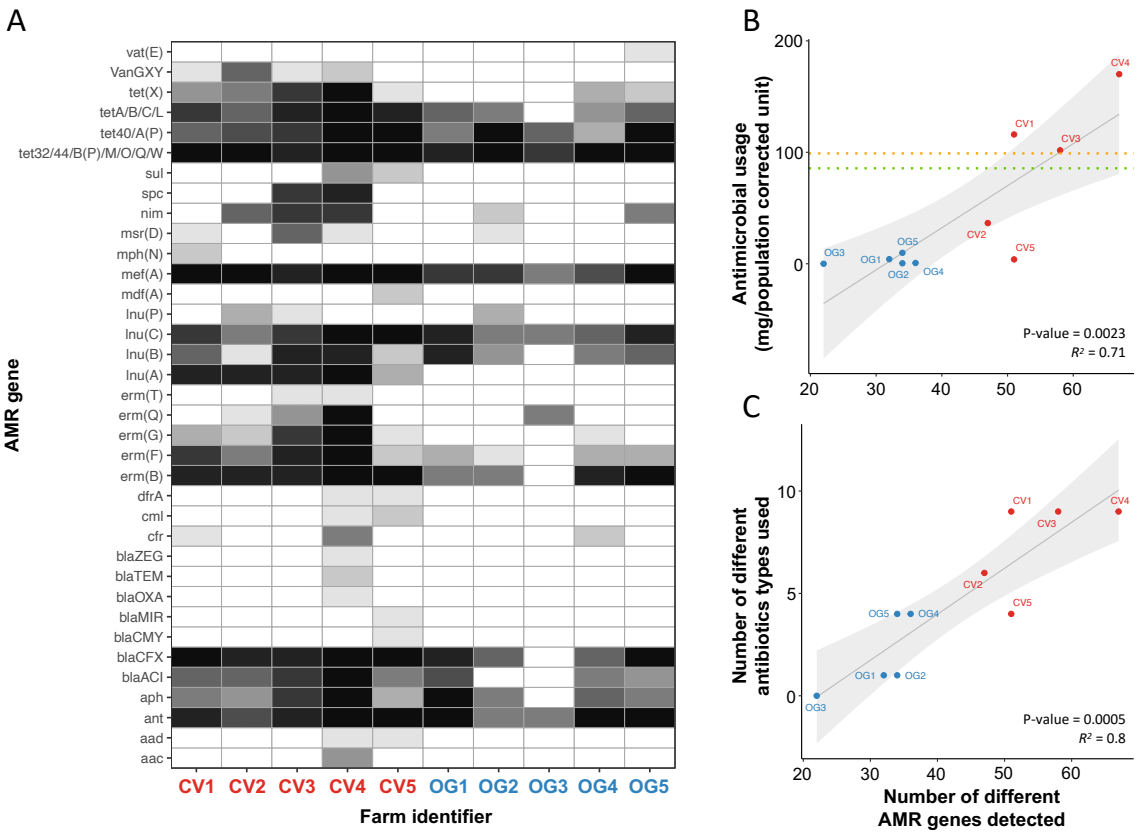 A
AMR gene
vat(E)
VanGXY
tet(X)
tetA/B/C/L
tet40/A(P)
tet32/44/B(P)/M/O/Q/W
sul
spc
nim
msr(D)
mph(N)
mef(A)
mdf(A)
lnu(P)
lnu(C)
lnu(B)
lnu(A)
erm(T)
erm(Q)
erm(G)
erm(F)
erm(B)
dfrA
cml
cfr
blaZEG
blaTEM
blaOXA
blaMIR
blaCMY
blaCFX
blaACI
aph
ant
aad
aac
CV1 CV2 CV3 CV4 CV5 OG1 OG2 OG3 OG4 OG5
Farm identifier
B
Antimicrobial usage
(mg/population corrected unit)
200
100
0
CV4
CV1
CV3
CV2
CV5
OG5
OG3
OG1
OG2
OG4
P-value = 0.0023
R² = 0.71
20 30 40 50 60
C
Number of different
antibiotics types used
10
5
0
CV1
CV3
CV4
CV2
CV5
OG5
OG4
OG1
OG2
OG3
P-value = 0.0005
R² = 0.8
20 30 40 50 60
Number of different
AMR genes detected